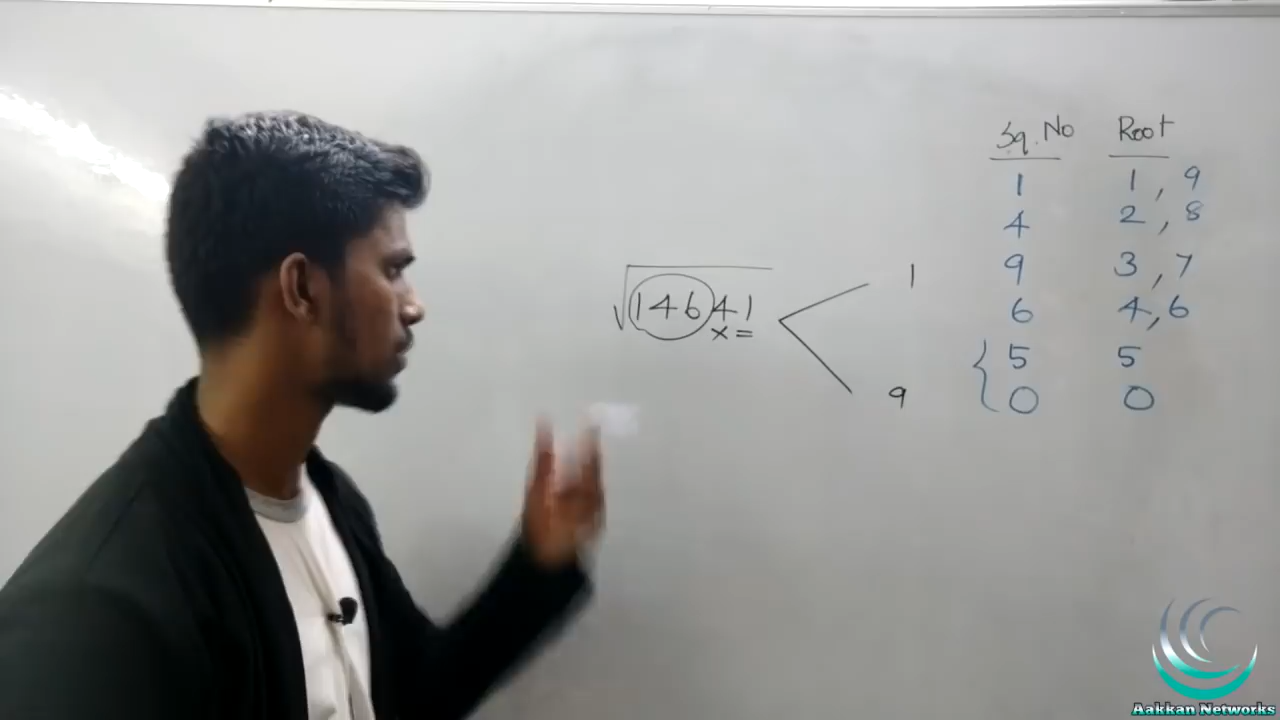 Sq. No Root
1 1, 9
4 2, 8
9 3, 7
6 4, 6
5 5
0 0
√14641
x =
1
9
Aakkan Networks